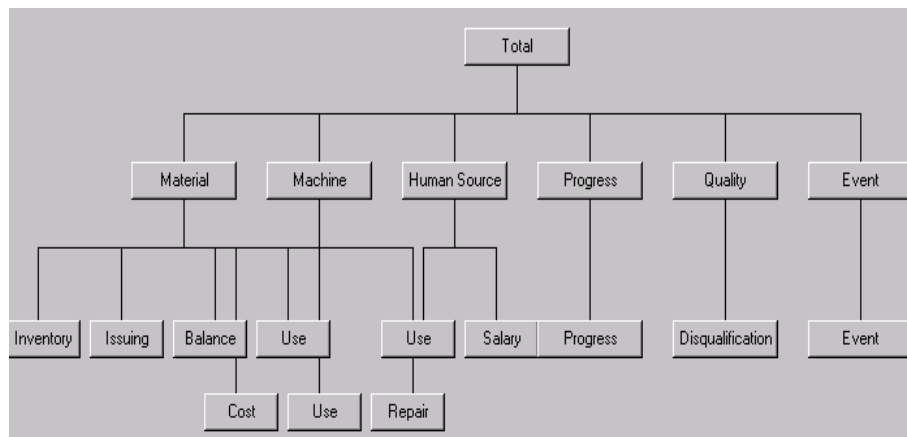 Total
Material Machine Human Source Progress Quality Event
Inventory Issuing Balance Use Use Salary Progress Disqualification Event
Cost Use Repair